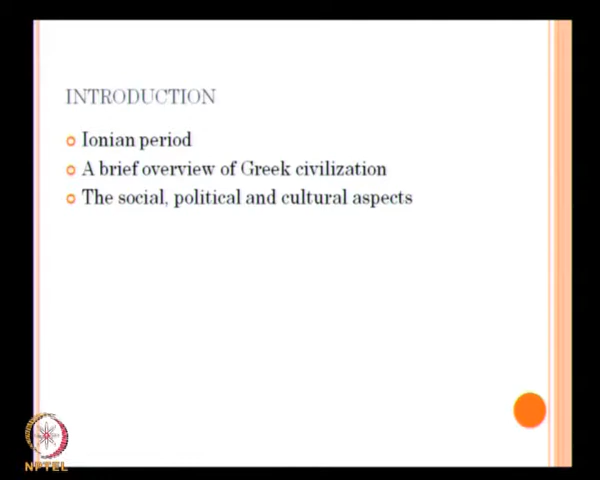 INTRODUCTION
Ionian period
A brief overview of Greek civilization
The social, political and cultural aspects
NPTEL